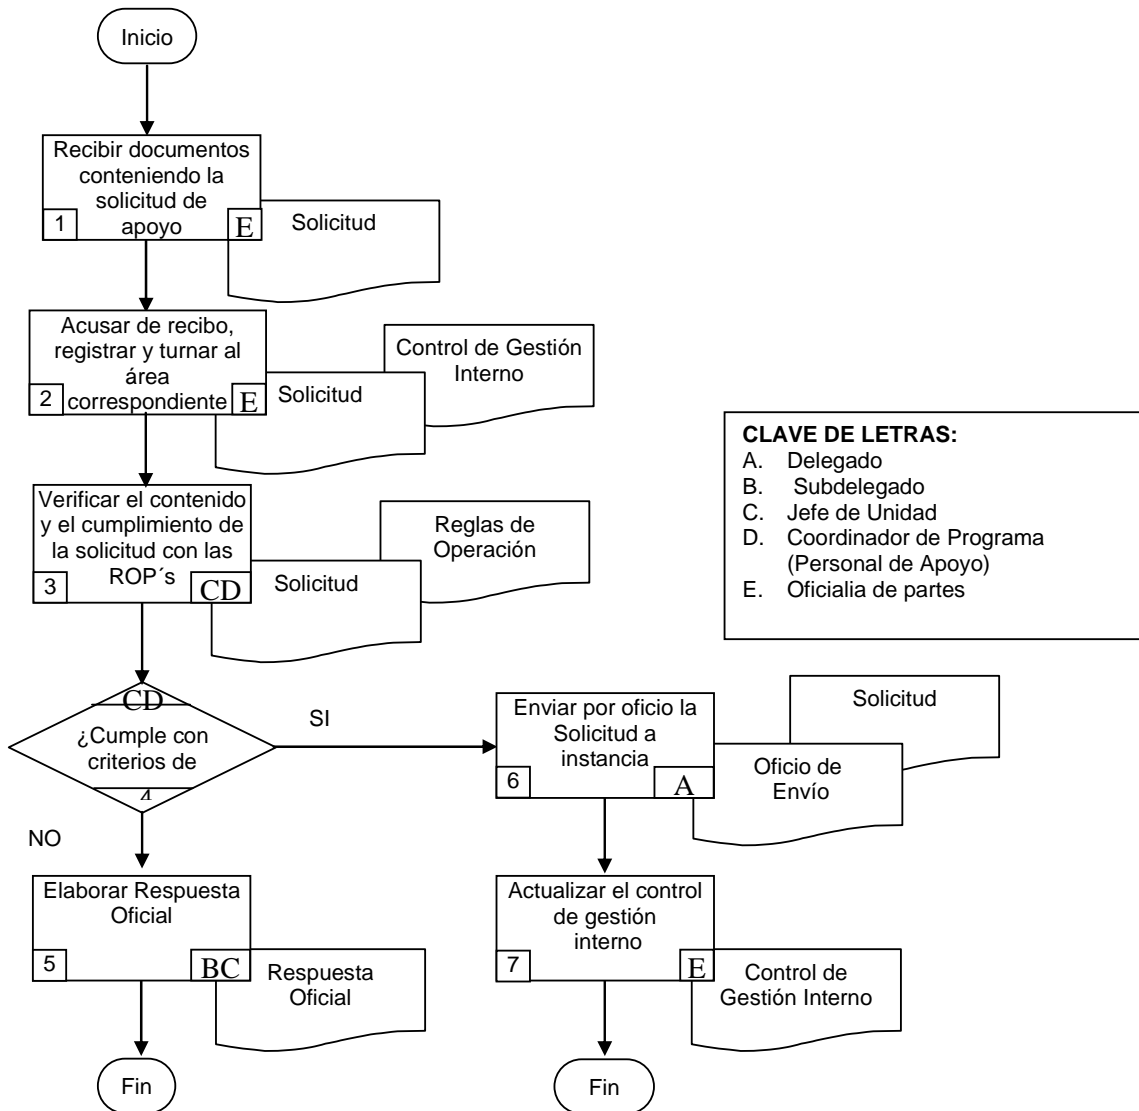 Inicio
Recibir documentos
conteniendo la
solicitud de
apoyo
1
E
Solicitud
Acusar de recibo,
registrar y turnar al
área
correspondiente
2
E
Solicitud
Control de Gestión
Interno
Verificar el contenido
y el cumplimiento de
la solicitud con las
ROP´s
3
CD
Solicitud
Reglas de
Operación
CLAVE DE LETRAS:
A. Delegado
B. Subdelegado
C. Jefe de Unidad
D. Coordinador de Programa
(Personal de Apoyo)
E. Oficialia de partes
CD
¿Cumple con
criterios de
4
SI
NO
Enviar por oficio la
Solicitud a
instancia
6
A
Oficio de
Envío
Solicitud
Elaborar Respuesta
Oficial
5
BC
Respuesta
Oficial
Actualizar el control
de gestión
interno
7
E
Control de
Gestión Interno
Fin
Fin